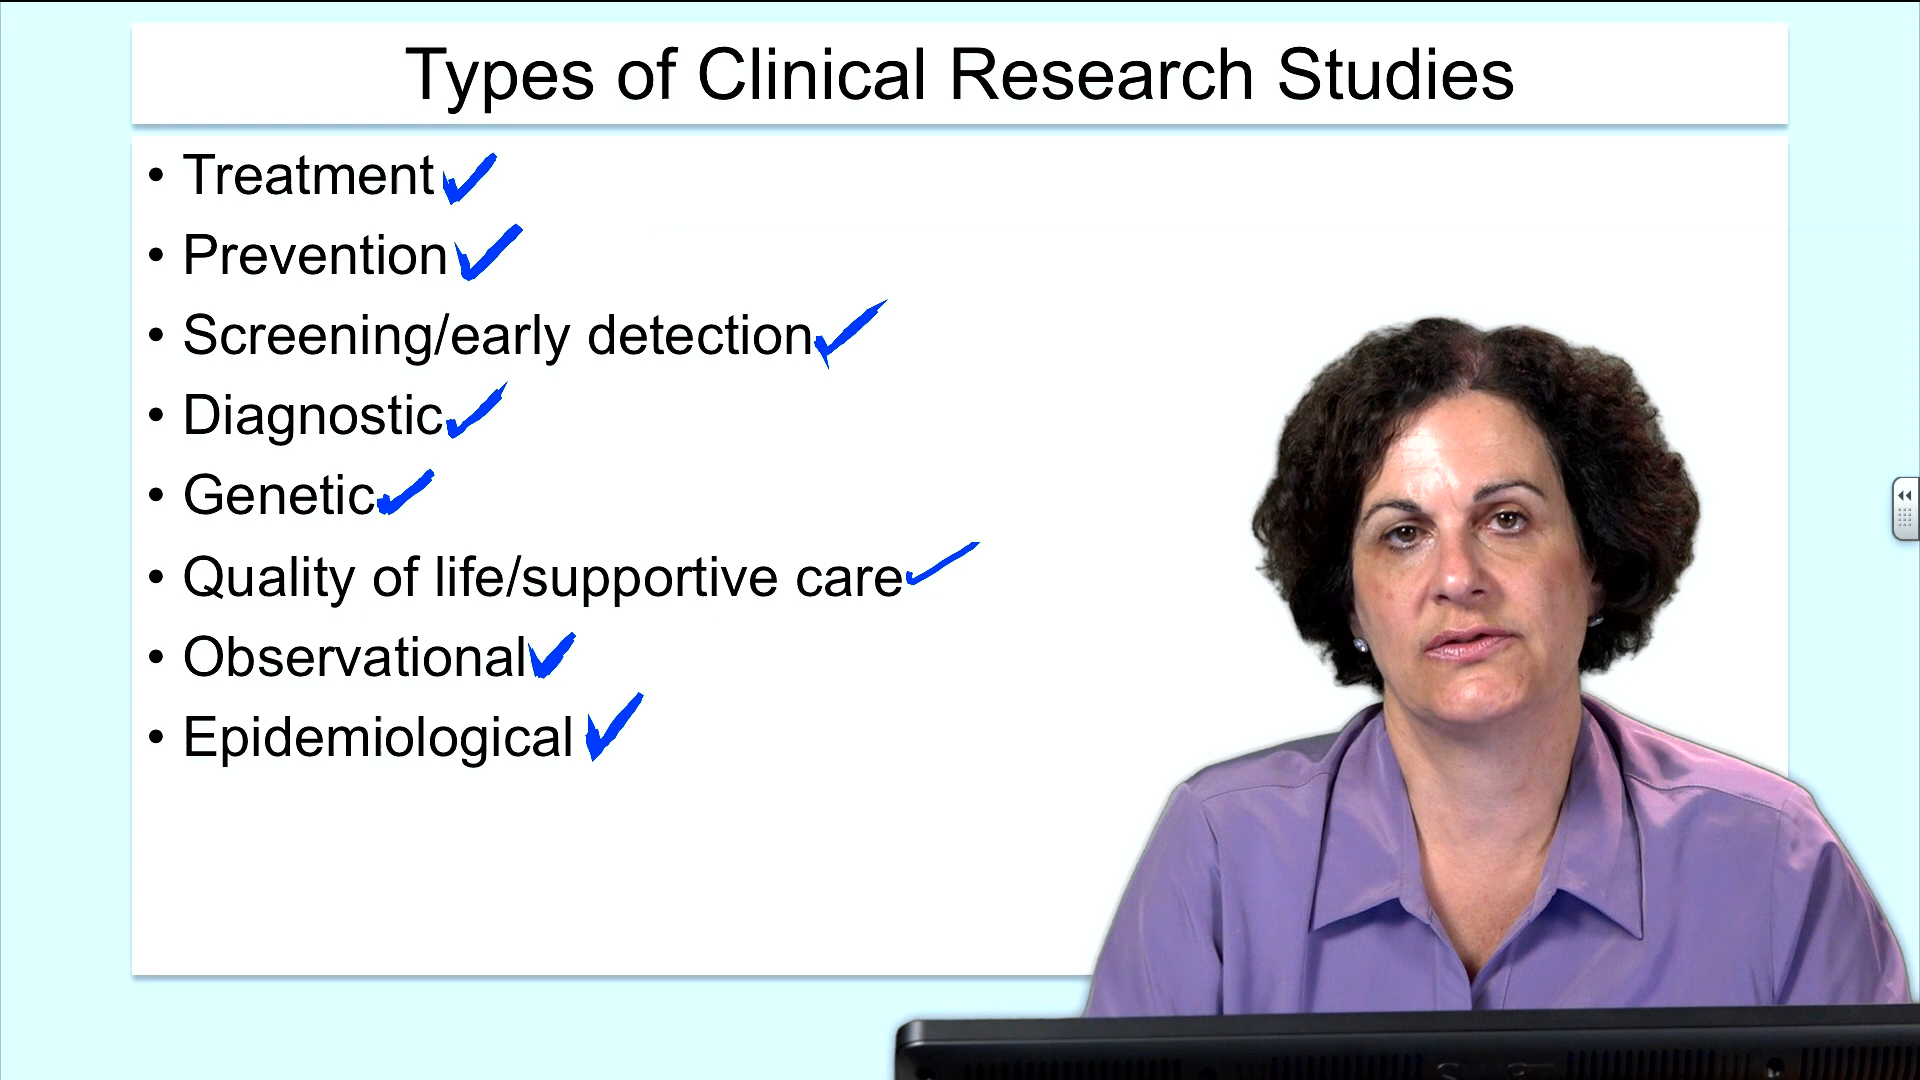 Types of Clinical Research Studies
• Treatment
• Prevention
• Screening/early detection
• Diagnostic
• Genetic
• Quality of life/supportive care
• Observational
• Epidemiological